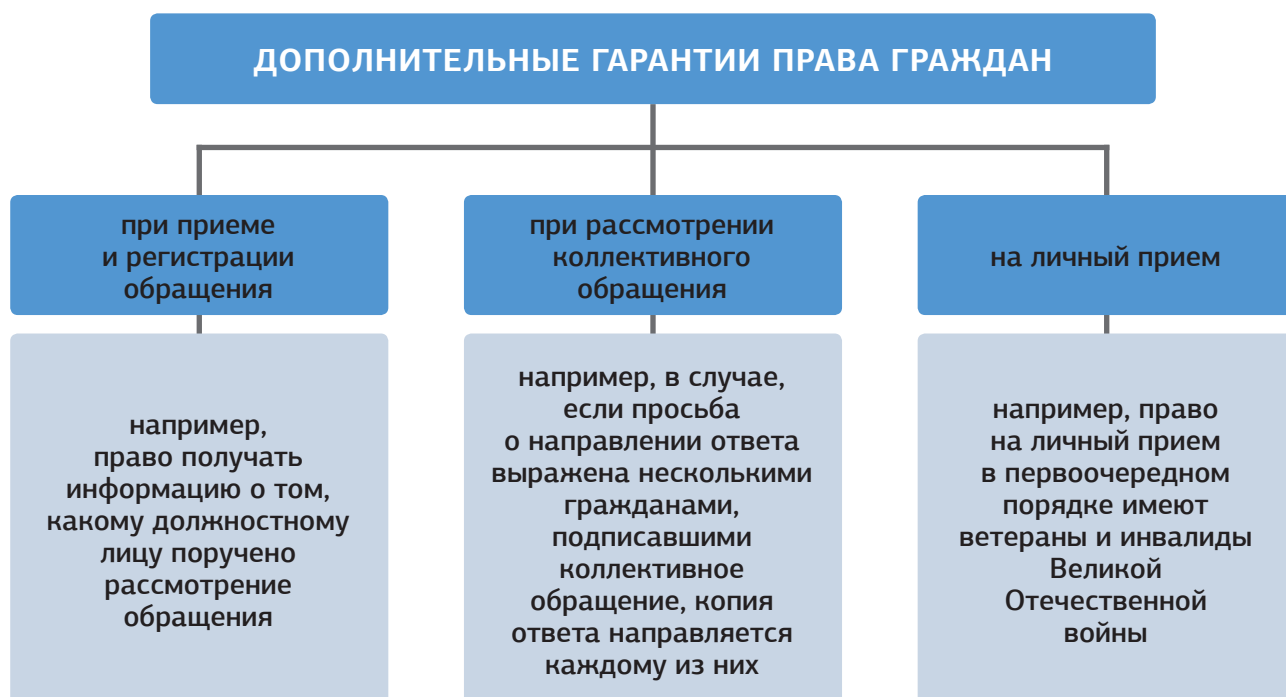 ДОПОЛНИТЕЛЬНЫЕ ГАРАНТИИ ПРАВА ГРАЖДАН
при приеме
и регистрации
обращения
например,
право получать
информацию о том,
какому должностному
лицу поручено
рассмотрение
обращения
при рассмотрении
коллективного
обращения
например, в случае,
если просьба
о направлении ответа
выражена несколькими
гражданами,
подписавшими
коллективное
обращение, копия
ответа направляется
каждому из них
на личный прием
например, право
на личный прием
в первоочередном
порядке имеют
ветераны и инвалиды
Великой
Отечественной
войны